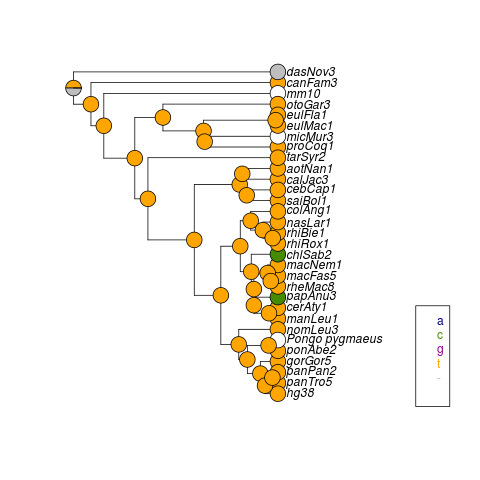 dasNov3
canFam3
mm10
otoGar3
eulFla1
eulMac1
micMur3
proCoq1
tarSyr2
aotNan1
calJac3
cebCap1
saiBol1
colAng1
nasLar1
rhiBie1
rhiRox1
chlSab2
macNem1
macFas5
rheMac8
papAnu3
cerAty1
manLeu1
nomLeu3
Pongo pygmaeus
ponAbe2
gorGor5
panPan2
panTro5
hg38
a
c
g
t
-